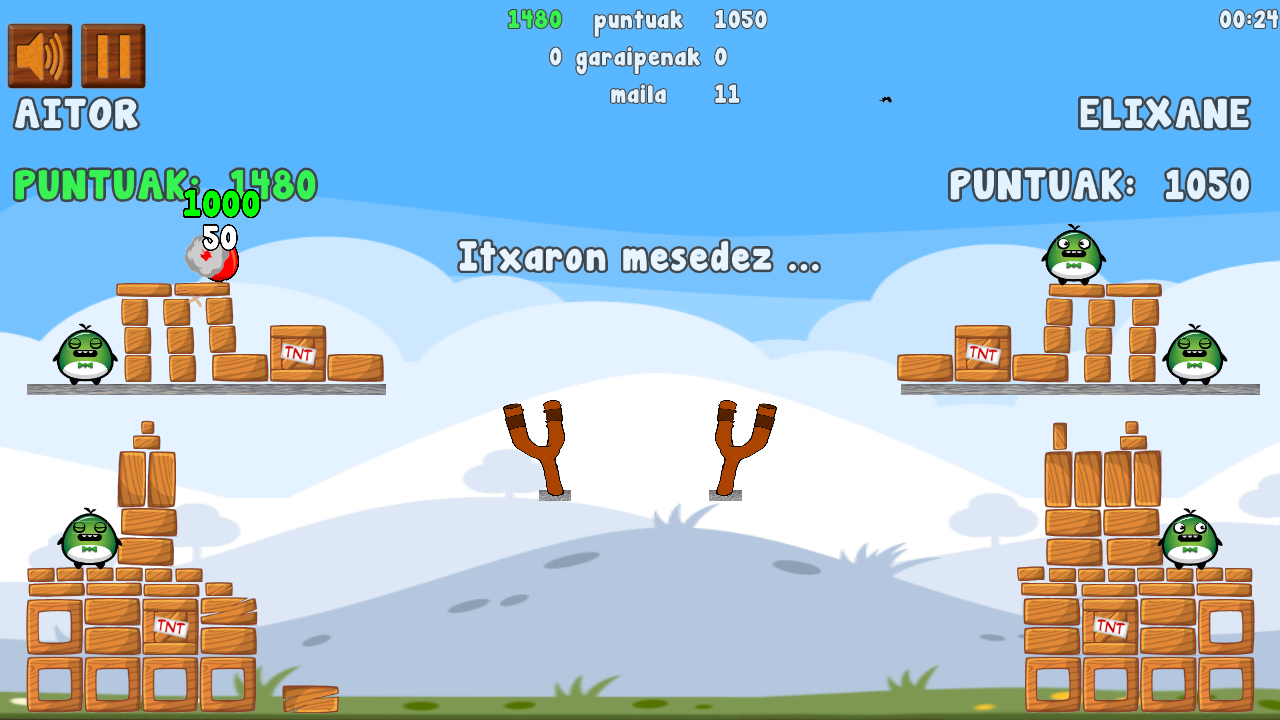 1480 puntuak 1050
00:24
0 garaipenak 0
maila 11
AITOR
ELIXANE
PUNTUAK: 1480
PUNTUAK: 1050
1000
50
Itxaron mesedez ...
TNT
TNT
TNT
TNT